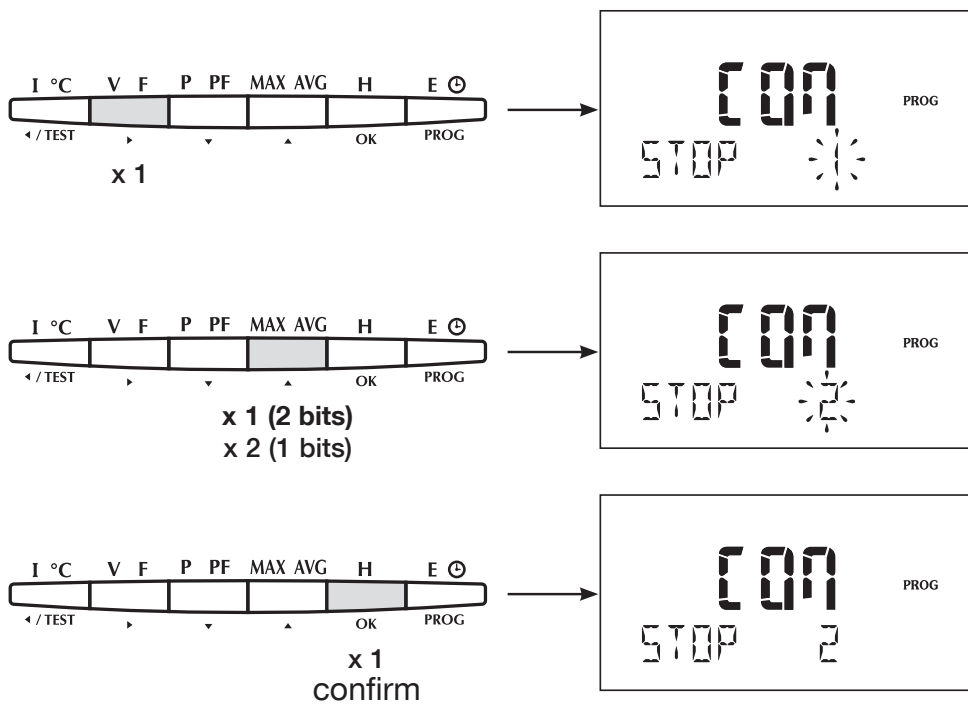 I °C V F P PF MAX AVG H E
COM PROG
/ TEST OK PROG
STOP 1
x 1
I °C V F P PF MAX AVG H E
COM PROG
/ TEST OK PROG
STOP 2
x 1 (2 bits)
x 2 (1 bits)
I °C V F P PF MAX AVG H E
COM PROG
/ TEST OK PROG
STOP 2
x 1
confirm